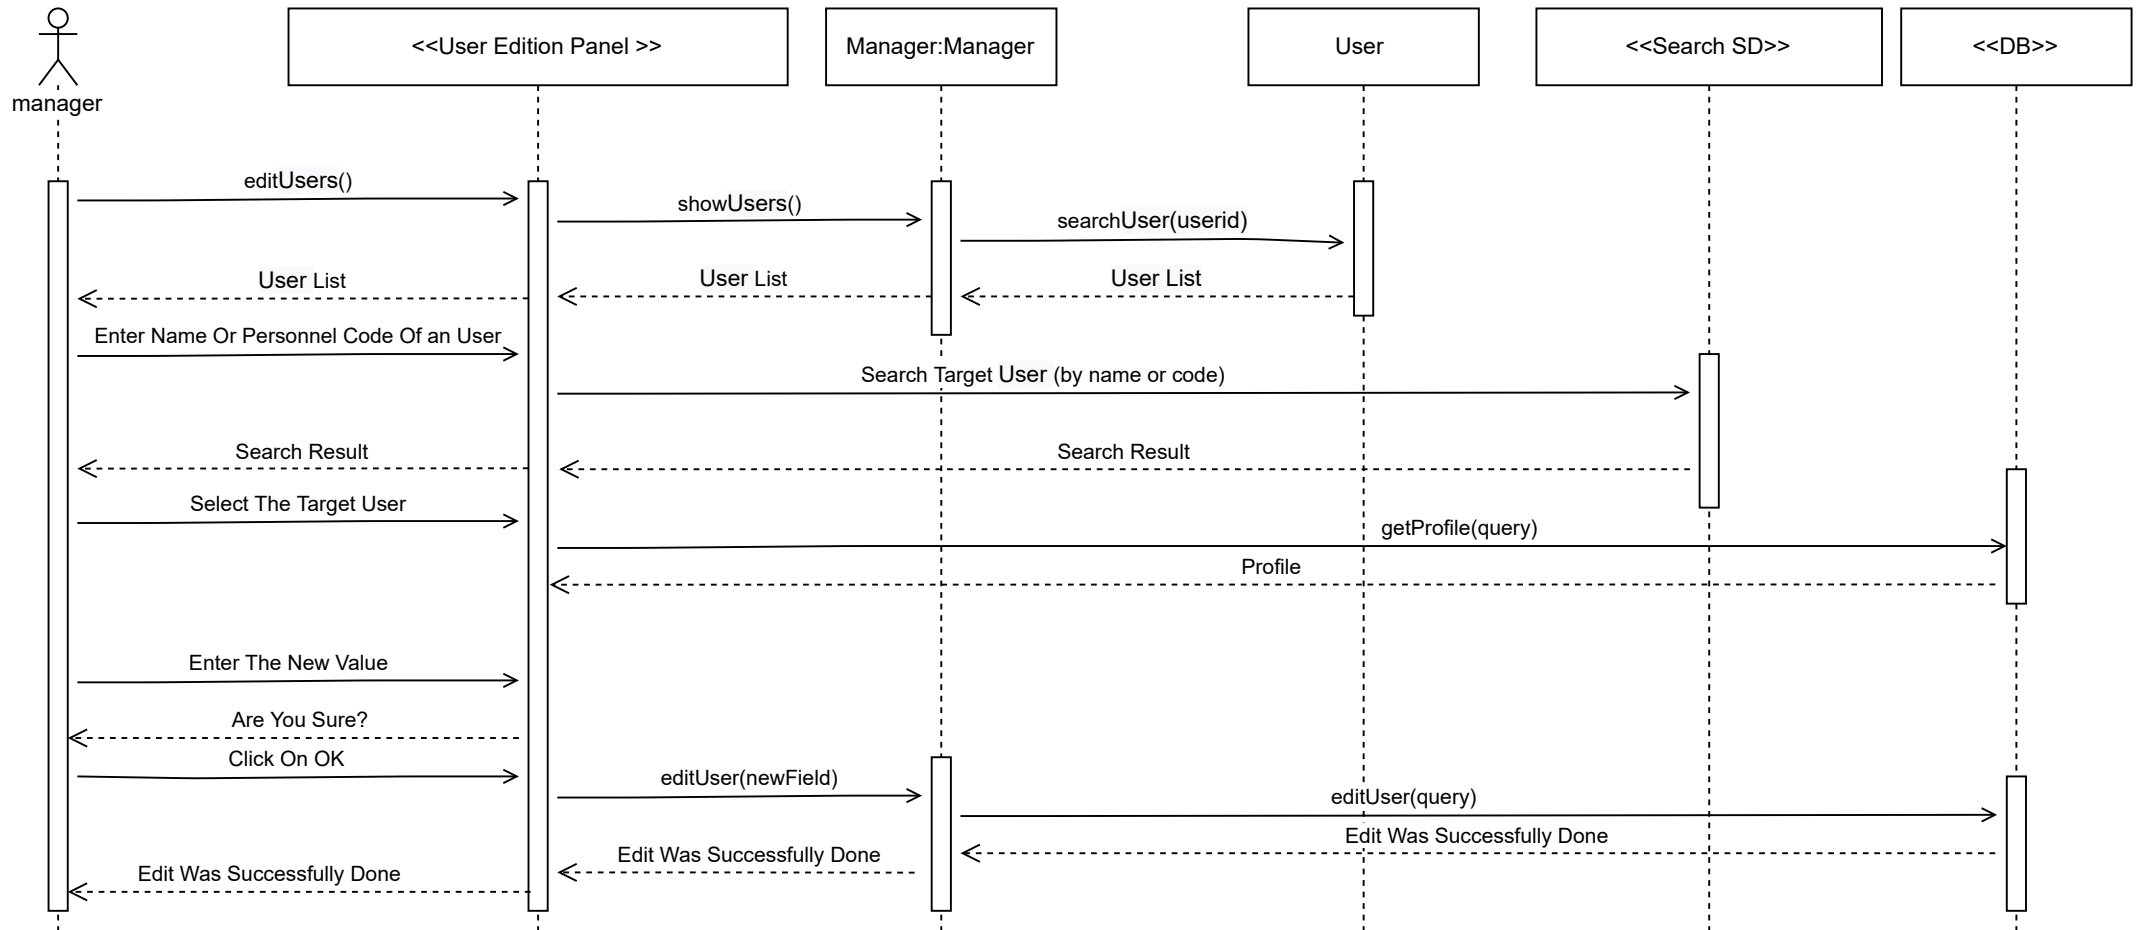 manager
<<User Edition Panel >>
Manager:Manager
User
<<Search SD>>
<<DB>>
editUsers()
showUsers()
searchUser(userid)
User List
User List
User List
Enter Name Or Personnel Code Of an User
Search Target User (by name or code)
Search Result
Search Result
Select The Target User
getProfile(query)
Profile
Enter The New Value
Are You Sure?
Click On OK
editUser(newField)
editUser(query)
Edit Was Successfully Done
Edit Was Successfully Done
Edit Was Successfully Done